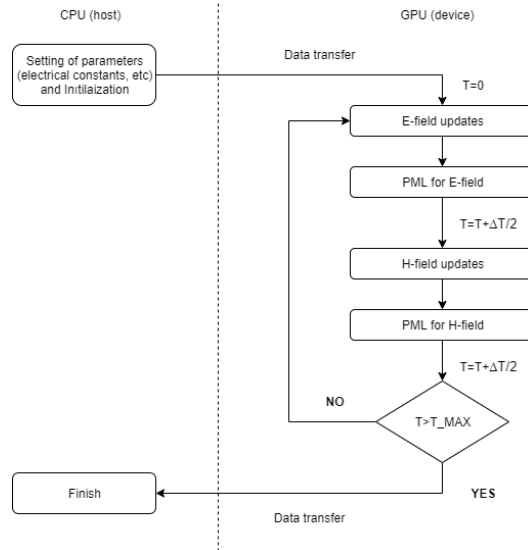 CPU (host)
GPU (device)
Setting of parameters
(electrical constants, etc)
and Initilaization
Data transfer
T=0
E-field updates
PML for E-field
T=T+ΔT/2
H-field updates
PML for H-field
T=T+ΔT/2
NO
T>T_MAX
YES
Finish
Data transfer